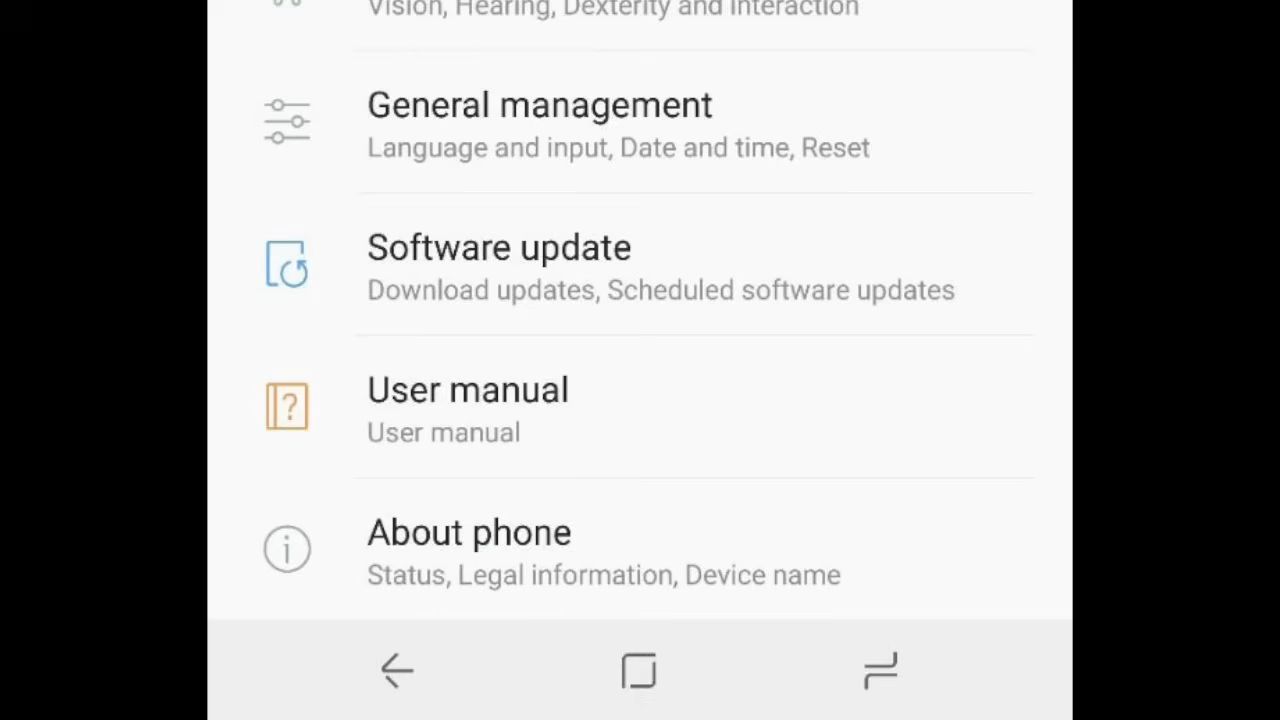 Vision, Hearing, Dexterity and interaction
General management
Language and input, Date and time, Reset
Software update
Download updates, Scheduled software updates
User manual
User manual
About phone
Status, Legal information, Device name